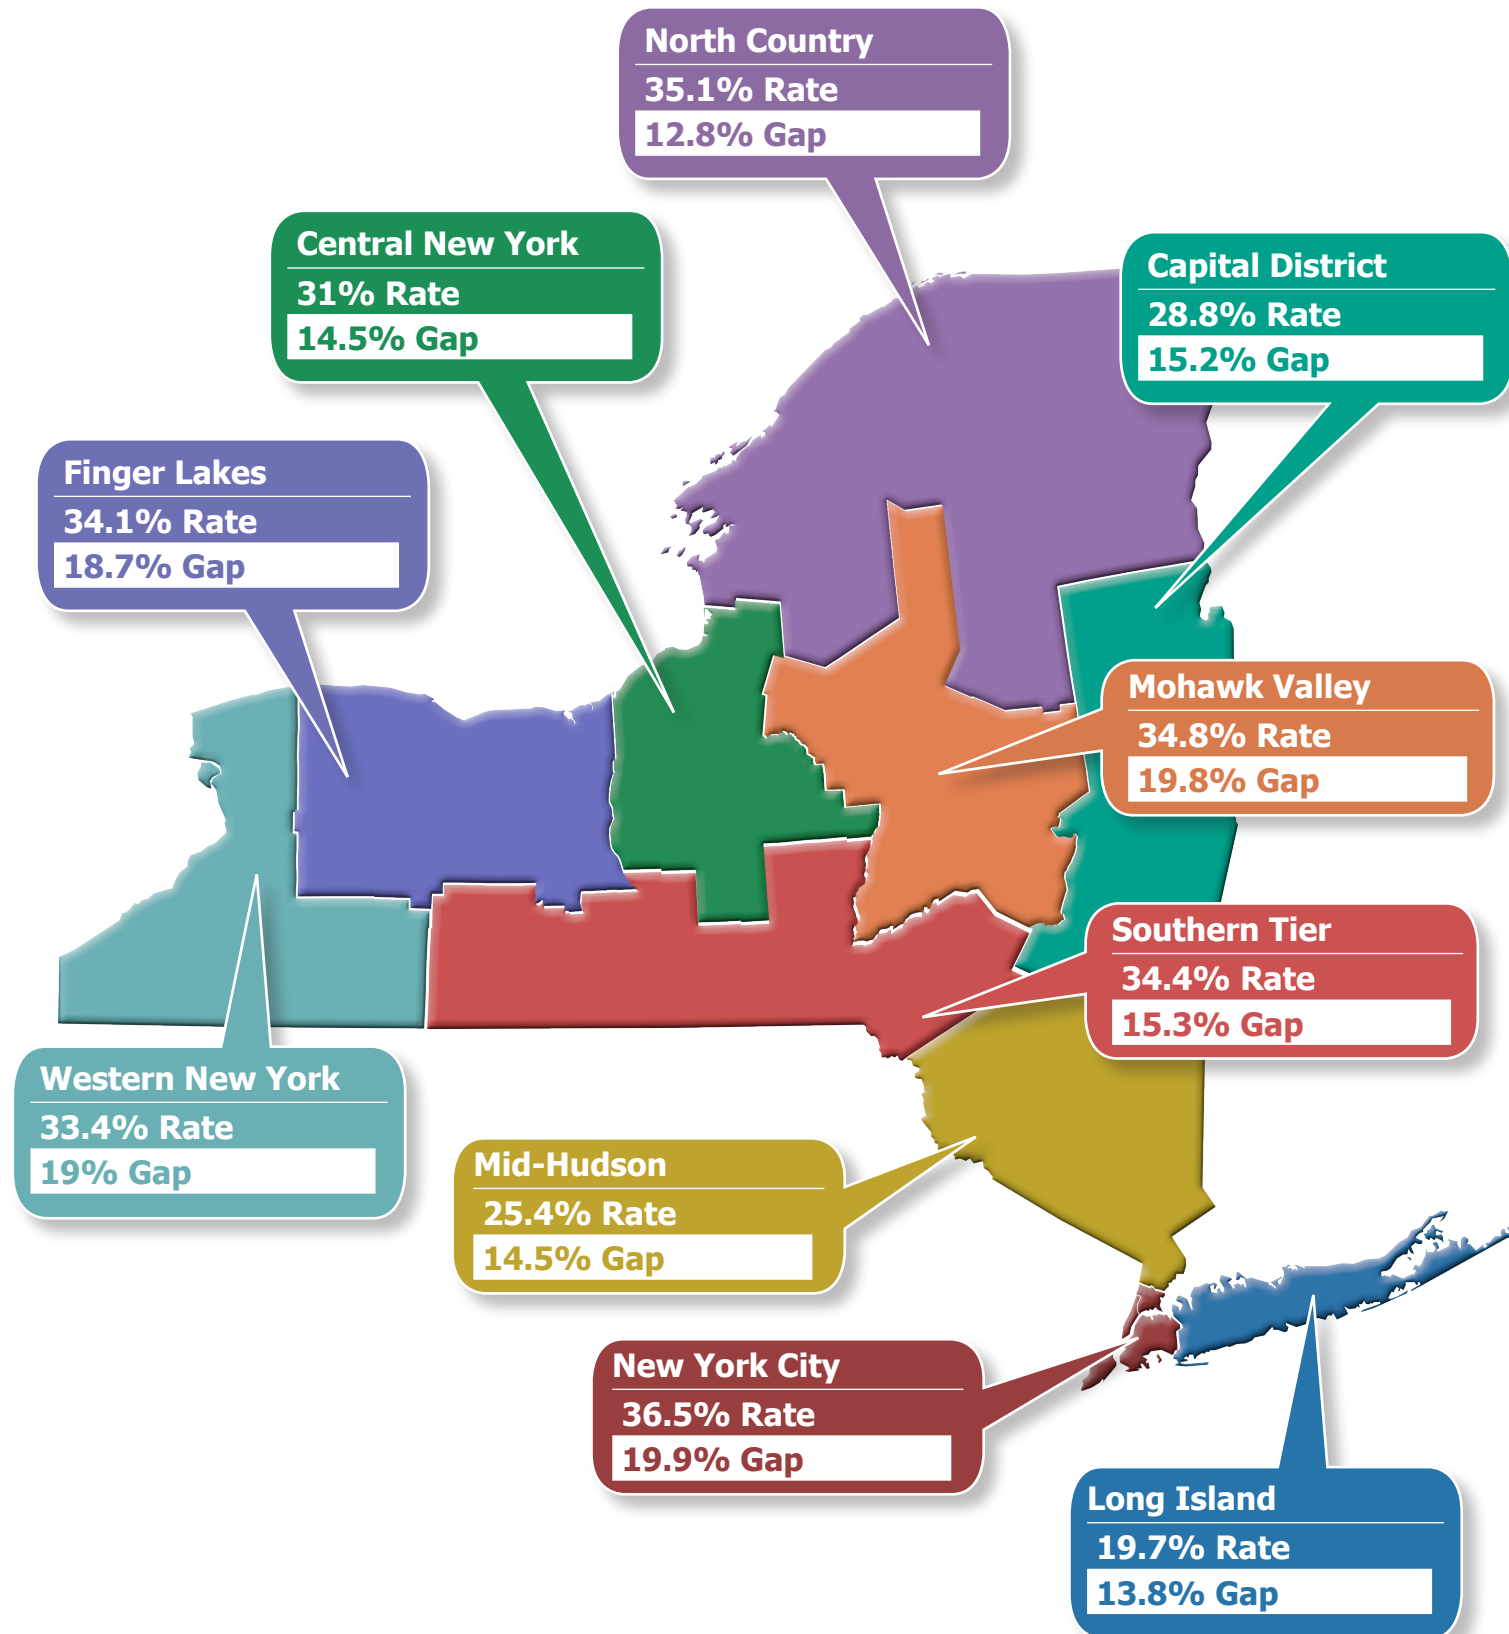 North Country
35.1% Rate
12.8% Gap
Central New York
31% Rate
14.5% Gap
Capital District
28.8% Rate
15.2% Gap
Finger Lakes
34.1% Rate
18.7% Gap
Mohawk Valley
34.8% Rate
19.8% Gap
Southern Tier
34.4% Rate
15.3% Gap
Western New York
33.4% Rate
19% Gap
Mid-Hudson
25.4% Rate
14.5% Gap
New York City
36.5% Rate
19.9% Gap
Long Island
19.7% Rate
13.8% Gap